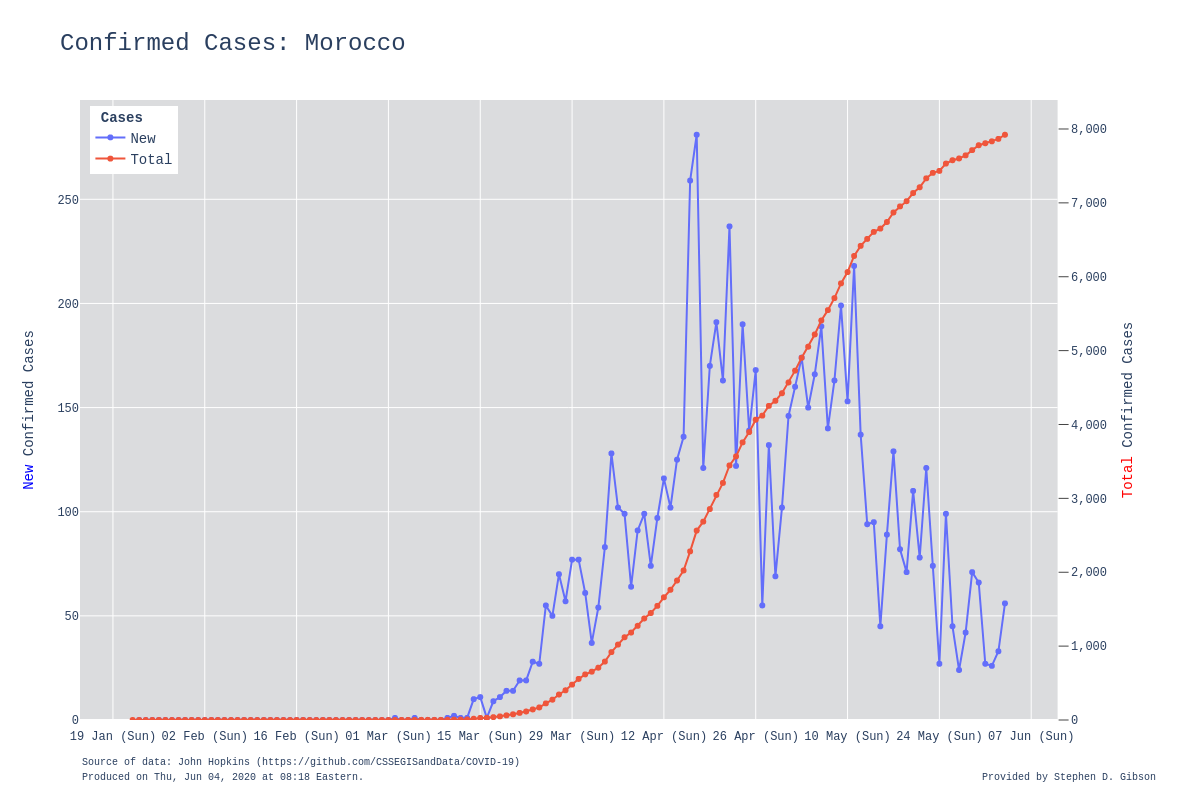 Confirmed Cases: Morocco
Cases
New
Total
250
200
150
100
50
0
8,000
7,000
6,000
5,000
4,000
3,000
2,000
1,000
0
New Confirmed Cases
Total Confirmed Cases
19 Jan (Sun) 02 Feb (Sun) 16 Feb (Sun) 01 Mar (Sun) 15 Mar (Sun) 29 Mar (Sun) 12 Apr (Sun) 26 Apr (Sun) 10 May (Sun) 24 May (Sun) 07 Jun (Sun)
Source of data: John Hopkins (https://github.com/CSSEGISandData/COVID-19)
Produced on Thu, Jun 04, 2020 at 08:18 Eastern.
Provided by Stephen D. Gibson